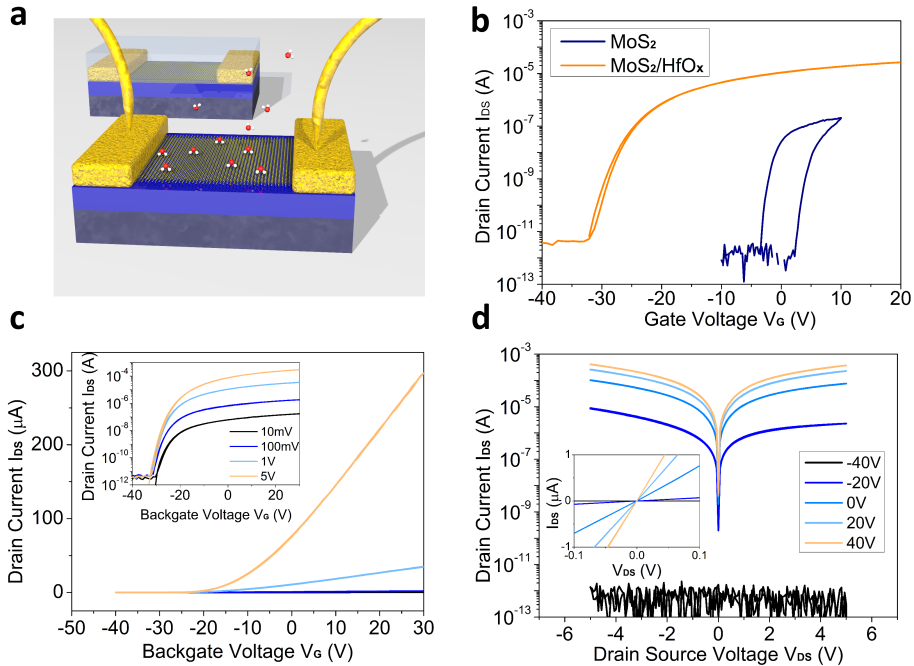 a
b
Drain Current IDS (A)
10⁻³
10⁻⁵
10⁻⁷
10⁻⁹
10⁻¹¹
10⁻¹³
MoS₂
MoS₂/HfOₓ
-40 -30 -20 -10 0 10 20
Gate Voltage VG (V)
c
Drain Current IDS (µA)
300
250
200
150
100
50
0
-50 -40 -30 -20 -10 0 10 20 30
Backgate Voltage VG (V)
Drain Current IDS (A)
10⁻⁴
10⁻⁶
10⁻⁸
10⁻¹⁰
10⁻¹²
10mV
100mV
1V
5V
-40 -20 0 20
Backgate Voltage VG (V)
d
Drain Current IDS (A)
10⁻³
10⁻⁵
10⁻⁷
10⁻⁹
10⁻¹¹
10⁻¹³
-40V
-20V
0V
20V
40V
IDS (µA)
1
0
-1
-0.1 0.0 0.1
VDS (V)
-6 -4 -2 0 2 4 6
Drain Source Voltage VDS (V)